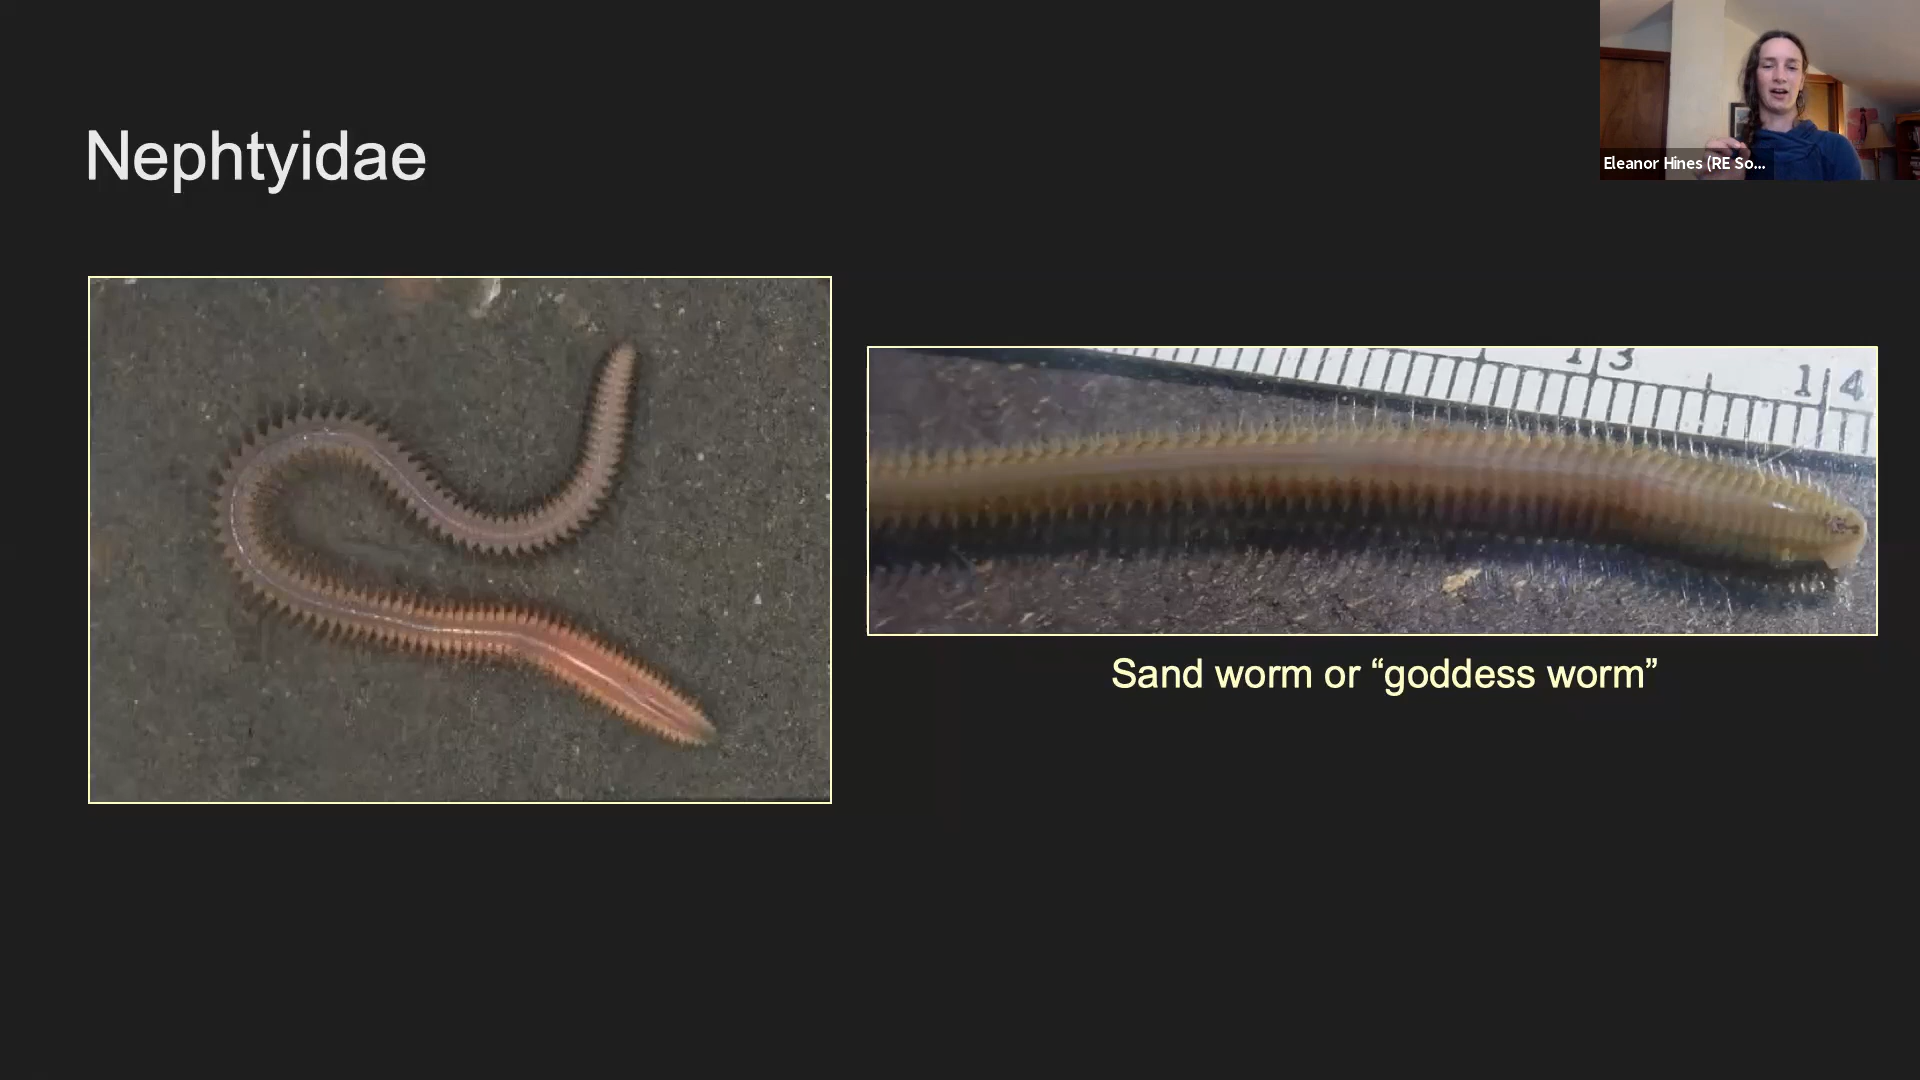 Nephtyidae
Eleanor Hines (RE So...
13
14
Sand worm or “goddess worm”